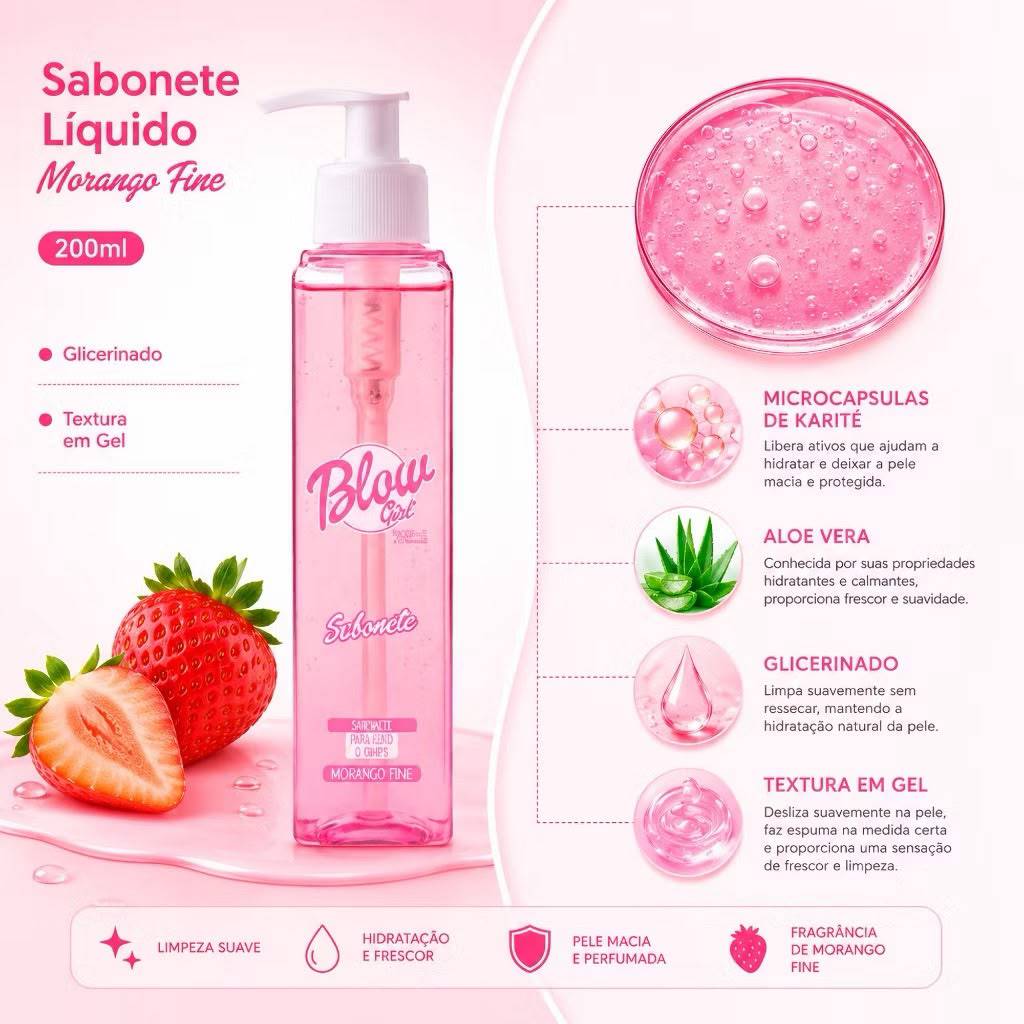 Sabonete
Líquido
Morango Fine
200ml
Glicerinado
Textura
em Gel
Blow
Girl
Sabonete
MORANGO FINE
MICROCAPSULAS
DE KARITÉ
Libera ativos que ajudam a
hidratar e deixar a pele
macia e protegida.
ALOE VERA
Conhecida por suas propriedades
hidratantes e calmantes,
proporciona frescor e suavidade.
GLICERINADO
Limpa suavemente sem
ressecar, mantendo a
hidratação natural da pele.
TEXTURA EM GEL
Desliza suavemente na pele,
faz espuma na medida certa
e proporciona uma sensação
de frescor e limpeza.
LIMPEZA SUAVE
HIDRATAÇÃO
E FRESCOR
PELE MACIA
E PERFUMADA
FRAGRÂNCIA
DE MORANGO
FINE